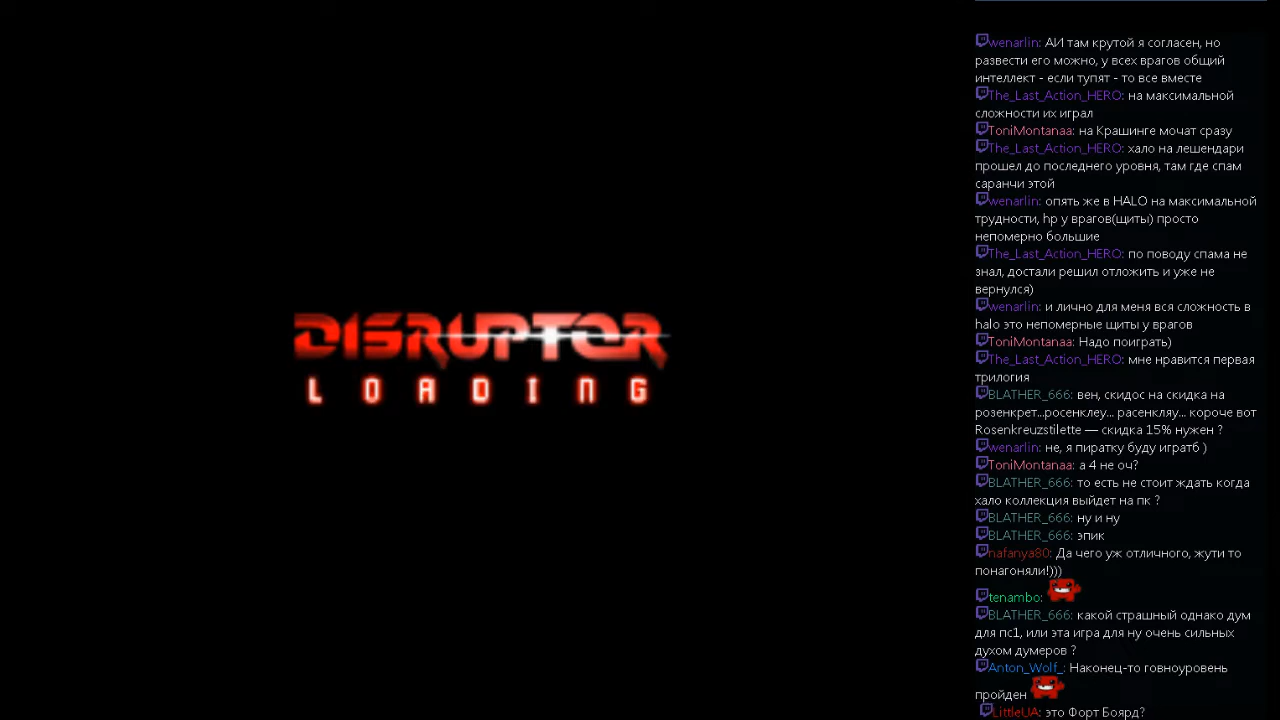 DISRUPTOR
LOADING
wenarlin: АИ там крутой я согласен, но
развести его можно, у всех врагов общий
интеллект - если тупят - то все вместе
The_Last_Action_HERO: на максимальной
сложности их играл
ToniMontanaa: на Крашинге мочат сразу
The_Last_Action_HERO: хало на лешендари
прошел до последнего уровня, там где спам
саранчи этой
wenarlin: опять же в HALO на максимальной
трудности, hp у врагов(щиты) просто
непомерно большие
The_Last_Action_HERO: по поводу спама не
знал, достали решил отложить и уже не
вернулся)
wenarlin: и лично для меня вся сложность в
halo это непомерные щиты у врагов
ToniMontanaa: Надо поиграть)
The_Last_Action_HERO: мне нравится первая
трилогия
BLATHER_666: вен, скидос на скидка на
розенкрет...росенклеу... расенкляу... короче вот
Rosenkreuzstilette — скидка 15% нужен ?
wenarlin: не, я пиратку буду игратб )
ToniMontanaa: а 4 не оч?
BLATHER_666: то есть не стоит ждать когда
хало коллекция выйдет на пк ?
BLATHER_666: ну и ну
BLATHER_666: эпик
nafanya80: Да чего уж отличного, жути то
понагоняли!)))
tenambo:
BLATHER_666: какой страшный однако дум
для пс1, или эта игра для ну очень сильных
духом думеров ?
Anton_Wolf_: Наконец-то говноуровень
пройден
LittleUA: это Форт Боярд?